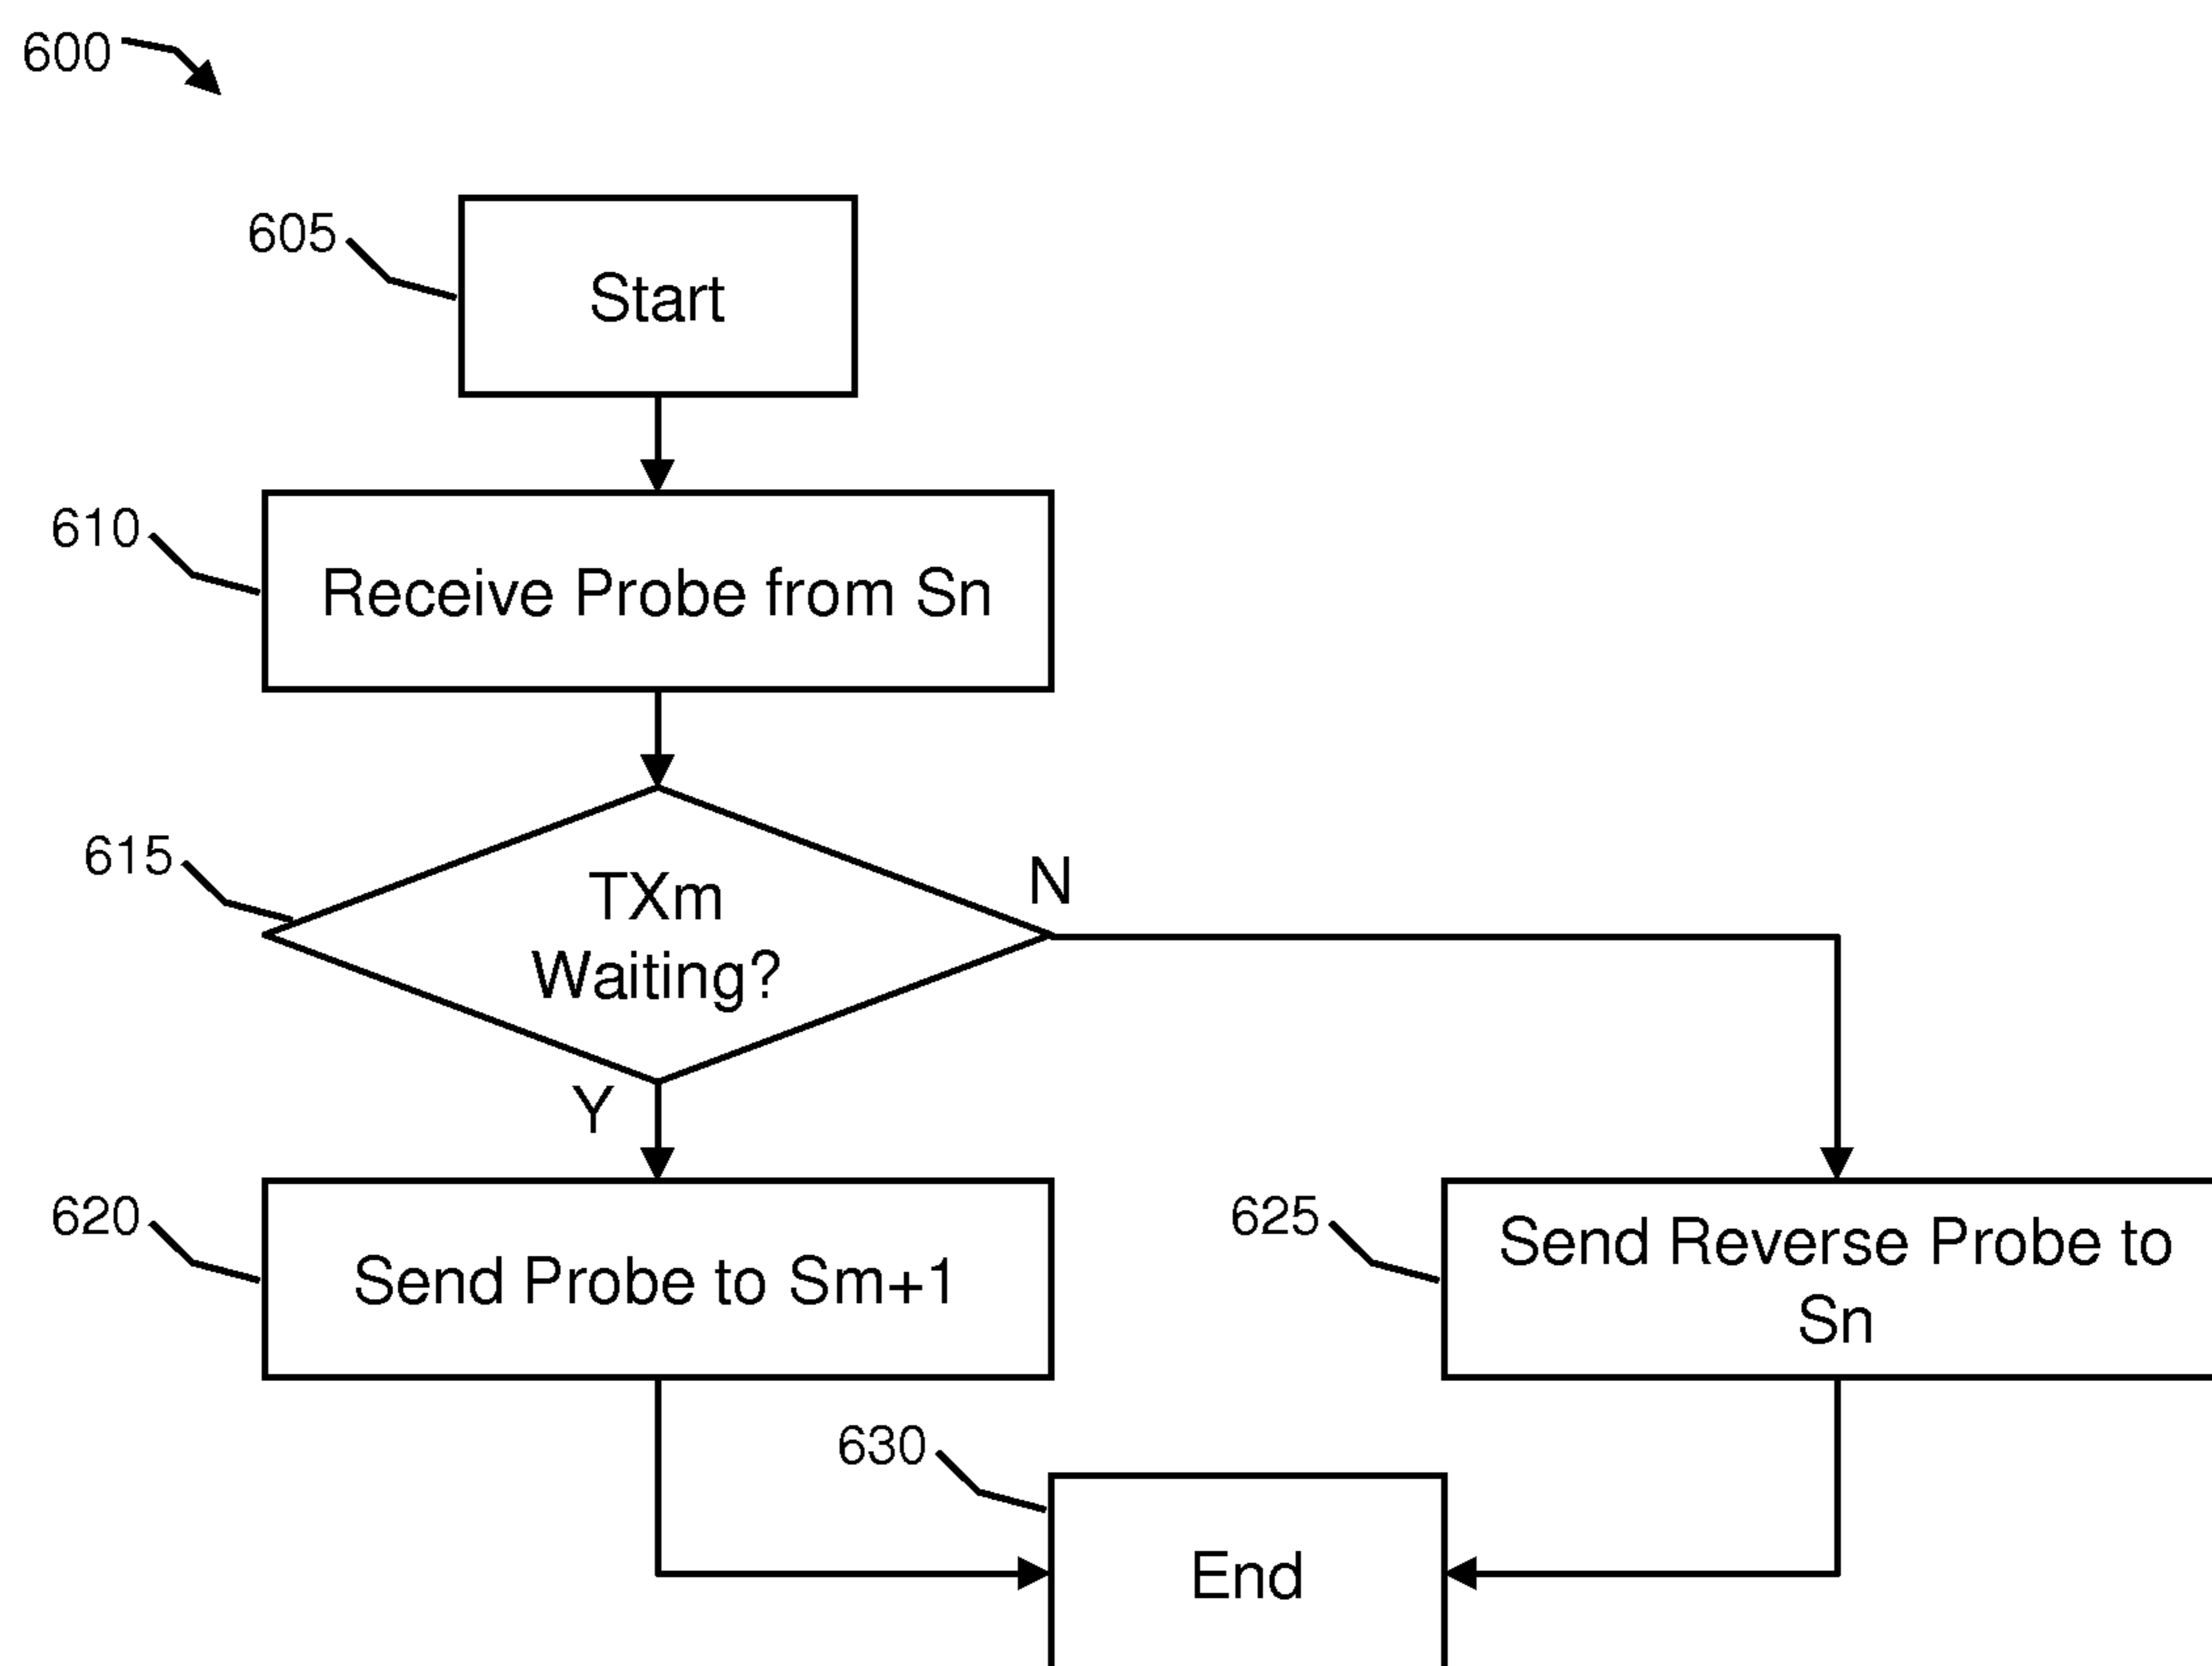 600
605
Start
610
Receive Probe from Sn
615
TXm
Waiting?
N
Y
620
Send Probe to Sm+1
625
Send Reverse Probe to
Sn
630
End